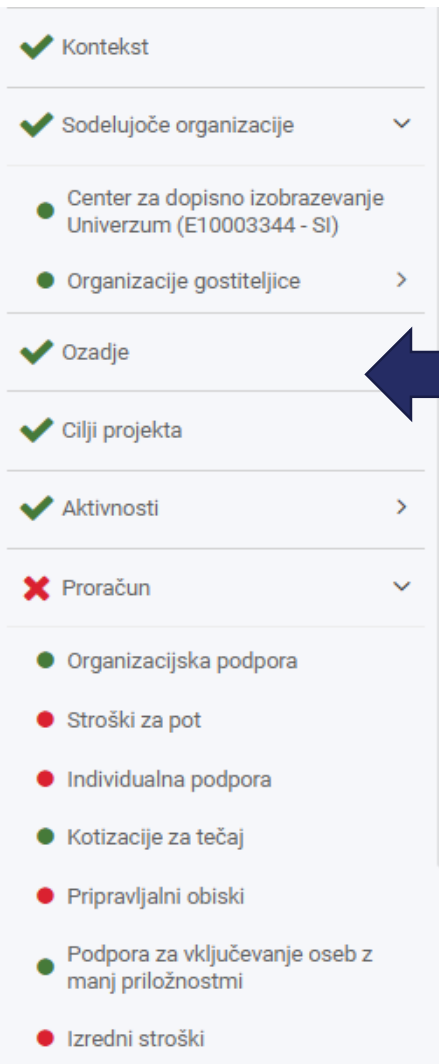 Kontekst
Sodelujoče organizacije
Center za dopisno izobrazevanje
Univerzum (E10003344 - SI)
Organizacije gostiteljice
Ozadje
Cilji projekta
Aktivnosti
Proračun
Organizacijska podpora
Stroški za pot
Individualna podpora
Kotizacije za tečaj
Pripravljalni obiski
Podpora za vključevanje oseb z
manj priložnostmi
Izredni stroški